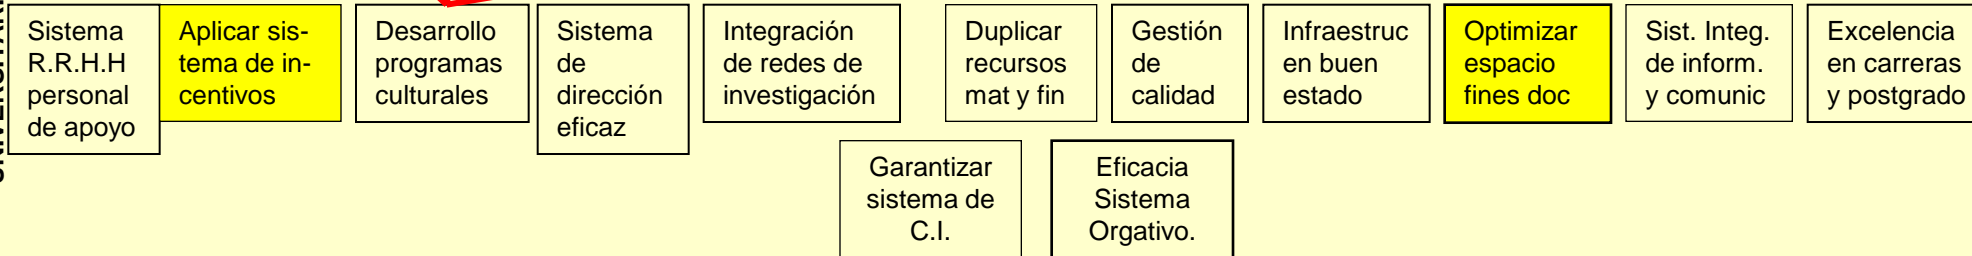 Sistema
R.R.H.H
personal
de apoyo
Aplicar sis-
tema de in-
centivos
Desarrollo
programas
culturales
Sistema
de
dirección
eficaz
Integración
de redes de
investigación
Duplicar
recursos
mat y fin
Gestión
de
calidad
Infraestruc
en buen
estado
Optimizar
espacio
fines doc
Sist. Integ.
de inform.
y comunic
Excelencia
en carreras
y postgrado
Garantizar
sistema de
C.I.
Eficacia
Sistema
Orgativo.